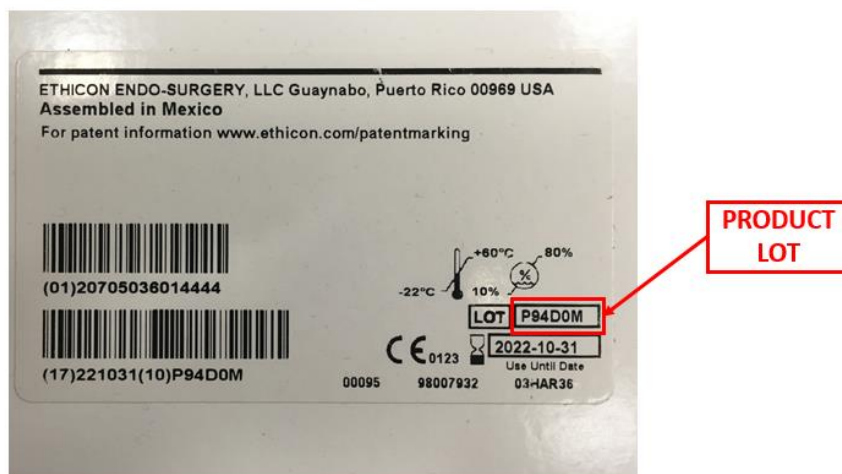 ETHICON ENDO-SURGERY, LLC Guaynabo, Puerto Rico 00969 USA
Assembled in Mexico
For patent information www.ethicon.com/patentmarking
+60°C 80%
%
(01)20705036014444
-22°C 10%
LOT P94D0M
CE 0123 2022-10-31
Use Until Date
(17)221031(10)P94D0M
00095 98007932 03HAR36
PRODUCT
LOT